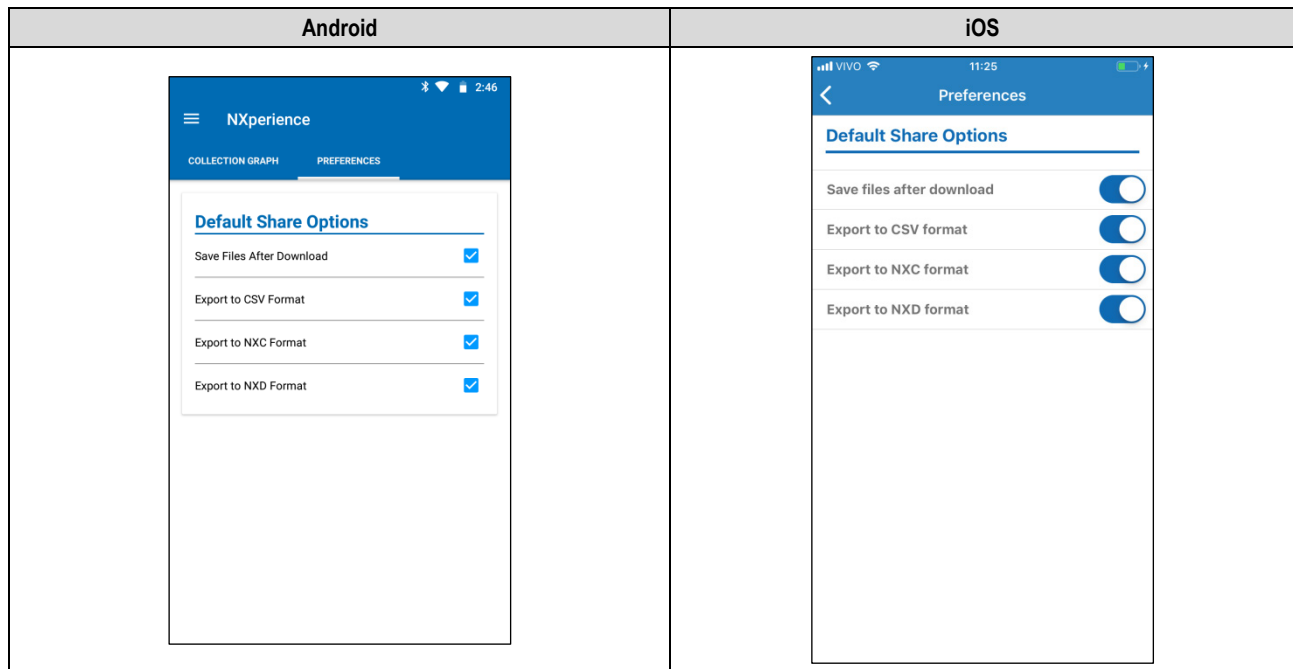 Android
iOS
2:46
NXperience
COLLECTION GRAPH PREFERENCES
Default Share Options
Save Files After Download
Export to CSV Format
Export to NXC Format
Export to NXD Format
VIVO 11:25
Preferences
Default Share Options
Save files after download
Export to CSV format
Export to NXC format
Export to NXD format